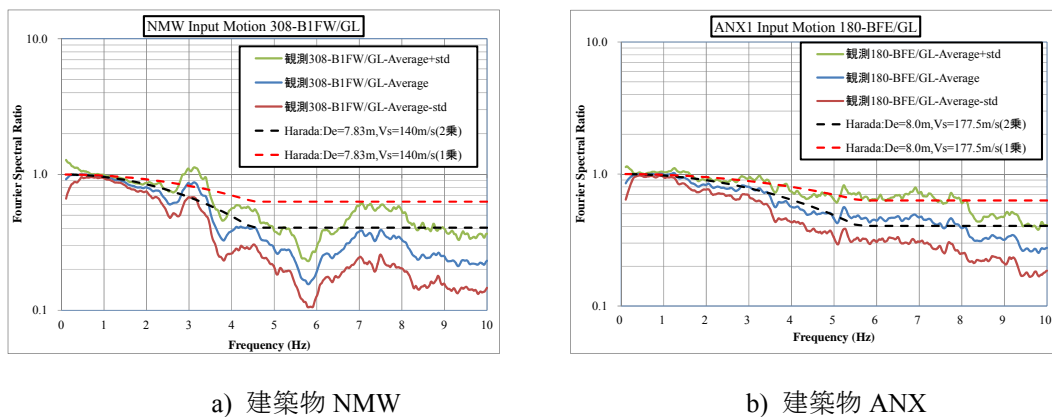 NMW Input Motion 308-B1FW/GL
10.0
1.0
0.1
Fourier Spectral Ratio
観測308-B1FW/GL-Average+std
観測308-B1FW/GL-Average
観測308-B1FW/GL-Average-std
Harada:De=7.83m,Vs=140m/s(2乗)
Harada:De=7.83m,Vs=140m/s(1乗)
0 1 2 3 4 5 6 7 8 9 10
Frequency (Hz)
a) 建築物 NMW
ANX1 Input Motion 180-BFE/GL
10.0
1.0
0.1
Fourier Spectral Ratio
観測180-BFE/GL-Average+std
観測180-BFE/GL-Average
観測180-BFE/GL-Average-std
Harada:De=8.0m,Vs=177.5m/s(2乗)
Harada:De=8.0m,Vs=177.5m/s(1乗)
0 1 2 3 4 5 6 7 8 9 10
Frequency (Hz)
b) 建築物 ANX